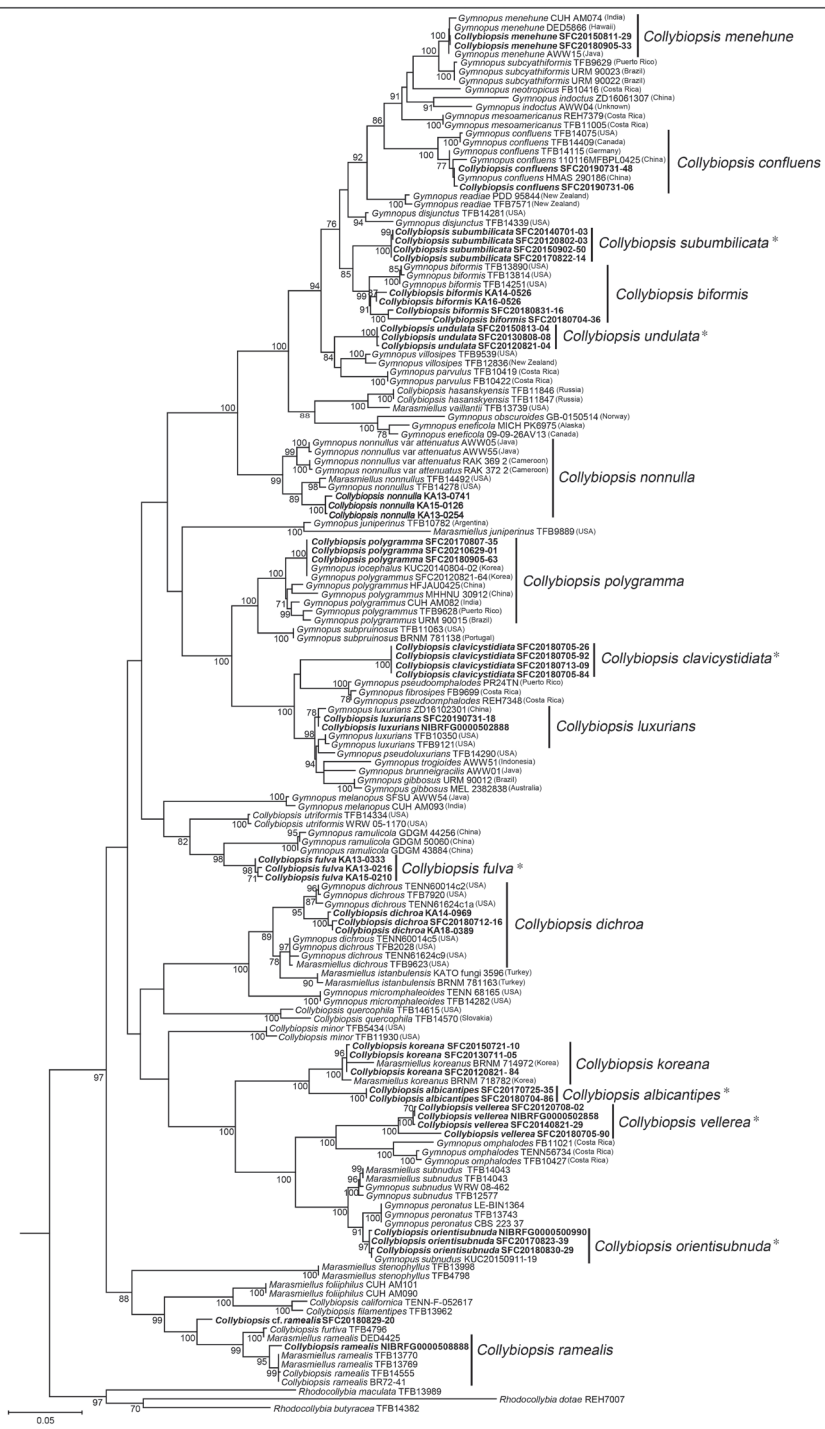 Gymnopus menehune CUH AM074 (India)
Gymnopus menehune DED5866 (Hawaii)
Collybiopsis menehune SFC20150811-29
Collybiopsis menehune SFC20180905-33
Gymnopus menehune AWW15 (Java)
Collybiopsis menehune
Gymnopus subcyathiformis TFB9629 (Puerto Rico)
Gymnopus subcyathiformis URM 90023 (Brazil)
Gymnopus subcyathiformis URM 90022 (Brazil)
Gymnopus neotropicus FB10416 (Costa Rica)
Gymnopus indoctus ZD16061307 (China)
Gymnopus indoctus AWW04 (Unknown)
Gymnopus mesoamericanus REH7379 (Costa Rica)
Gymnopus mesoamericanus TFB11005 (Costa Rica)
Gymnopus confluens TFB14075 (USA)
Gymnopus confluens TFB14409 (Canada)
Gymnopus confluens TFB14115 (Germany)
Gymnopus confluens 110116MFBPL0425 (China)
Collybiopsis confluens SFC20190731-48
Gymnopus confluens HMAS 290186 (China)
Collybiopsis confluens SFC20190731-06
Collybiopsis confluens
Gymnopus readiae PDD 95844 (New Zealand)
Gymnopus readiae TFB7571 (New Zealand)
Gymnopus disjunctus TFB14281 (USA)
Gymnopus disjunctus TFB14339 (USA)
Collybiopsis subumbilicata SFC20140701-03
Collybiopsis subumbilicata SFC20120802-03
Collybiopsis subumbilicata SFC20150902-50
Collybiopsis subumbilicata SFC20170822-14
Collybiopsis subumbilicata *
Gymnopus biformis TFB13890 (USA)
Gymnopus biformis TFB13814 (USA)
Gymnopus biformis TFB14251 (USA)
Collybiopsis biformis KA14-0526
Collybiopsis biformis KA16-0526
Collybiopsis biformis SFC20180831-16
Collybiopsis biformis SFC20180704-36
Collybiopsis biformis
Collybiopsis undulata SFC20150813-04
Collybiopsis undulata SFC20130808-08
Collybiopsis undulata SFC20120821-04
Collybiopsis undulata *
Gymnopus villosipes TFB9539 (USA)
Gymnopus villosipes TFB12836 (New Zealand)
Gymnopus parvulus TFB10419 (Costa Rica)
Gymnopus parvulus FB10422 (Costa Rica)
Collybiopsis hasanskyensis TFB11846 (Russia)
Collybiopsis hasanskyensis TFB11847 (Russia)
Marasmiellus vaillantii TFB13739 (USA)
Gymnopus obscuroides GB-0150514 (Norway)
Gymnopus eneficola MICH PK6975 (Alaska)
Gymnopus eneficola 09-09-26AV13 (Canada)
Gymnopus nonnullus var attenuatus AWW05 (Java)
Gymnopus nonnullus var attenuatus AWW55 (Java)
Gymnopus nonnullus var attenuatus RAK 369 2 (Cameroon)
Gymnopus nonnullus var attenuatus RAK 372 2 (Cameroon)
Marasmiellus nonnullus TFB14492 (USA)
Gymnopus nonnullus TFB14278 (USA)
Collybiopsis nonnulla KA13-0741
Collybiopsis nonnulla KA15-0126
Collybiopsis nonnulla KA13-0254
Collybiopsis nonnulla
Gymnopus juniperinus TFB10782 (Argentina)
Marasmiellus juniperinus TFB9889 (USA)
Collybiopsis polygramma SFC20170807-35
Collybiopsis polygramma SFC20210629-01
Collybiopsis polygramma SFC20180905-63
Gymnopus iocephalus KUC20140804-02 (Korea)
Gymnopus polygrammus SFC20120821-64 (Korea)
Gymnopus polygrammus HFJAU0425 (China)
Gymnopus polygrammus MHHNU 30912 (China)
Gymnopus polygrammus CUH AM082 (India)
Gymnopus polygrammus TFB9628 (Puerto Rico)
Gymnopus polygrammus URM 90015 (Brazil)
Collybiopsis polygramma
Gymnopus subpruinosus TFB11063 (USA)
Gymnopus subpruinosus BRNM 781138 (Portugal)
Collybiopsis clavicystidiata SFC20180705-26
Collybiopsis clavicystidiata SFC20180705-92
Collybiopsis clavicystidiata SFC20180713-09
Collybiopsis clavicystidiata SFC20180705-84
Collybiopsis clavicystidiata *
Gymnopus pseudoomphalodes PR24TN (Puerto Rico)
Gymnopus fibrosipes FB9699 (Costa Rica)
Gymnopus pseudoomphalodes REH7348 (Costa Rica)
Gymnopus luxurians ZD16102301 (China)
Collybiopsis luxurians SFC20190731-18
Collybiopsis luxurians NIBRFG0000502888
Gymnopus luxurians TFB10350 (USA)
Gymnopus luxurians TFB9121 (USA)
Collybiopsis luxurians
Gymnopus pseudoluxurians TFB14290 (USA)
Gymnopus trogioides AWW51 (Indonesia)
Gymnopus brunneigracilis AWW01 (Java)
Gymnopus gibbosus URM 90012 (Brazil)
Gymnopus gibbosus MEL 2382838 (Australia)
Gymnopus melanopus SFSU AWW54 (Java)
Gymnopus melanopus CUH AM093 (India)
Collybiopsis utriformis TFB14334 (USA)
Collybiopsis utriformis WRW 05-1170 (USA)
Gymnopus ramulicola GDGM 44256 (China)
Gymnopus ramulicola GDGM 50060 (China)
Gymnopus ramulicola GDGM 43884 (China)
Collybiopsis fulva KA13-0333
Collybiopsis fulva KA13-0216
Collybiopsis fulva KA15-0210
Collybiopsis fulva *
Gymnopus dichrous TENN60014c2 (USA)
Gymnopus dichrous TFB7920 (USA)
Gymnopus dichrous TENN61624c1a (USA)
Collybiopsis dichroa KA14-0969
Collybiopsis dichroa SFC20180712-16
Collybiopsis dichroa KA18-0389
Gymnopus dichrous TENN60014c5 (USA)
Gymnopus dichrous TFB2028 (USA)
Gymnopus dichrous TENN61624c9 (USA)
Marasmiellus dichrous TFB9623 (USA)
Collybiopsis dichroa
Marasmiellus istanbulensis KATO fungi 3596 (Turkey)
Marasmiellus istanbulensis BRNM 781163 (Turkey)
Gymnopus micromphaleoides TENN 68165 (USA)
Gymnopus micromphaleoides TFB14282 (USA)
Collybiopsis quercophila TFB14615 (USA)
Collybiopsis quercophila TFB14570 (Slovakia)
Collybiopsis minor TFB5434 (USA)
Collybiopsis minor TFB11930 (USA)
Collybiopsis koreana SFC20150721-10
Collybiopsis koreana SFC20130711-05
Marasmiellus koreanus BRNM 714972 (Korea)
Collybiopsis koreana SFC20120821-84
Marasmiellus koreanus BRNM 718782 (Korea)
Collybiopsis koreana
Collybiopsis albicantipes SFC20170725-35
Collybiopsis albicantipes SFC20180704-86
Collybiopsis albicantipes *
Collybiopsis vellerea SFC20120708-02
Collybiopsis vellerea NIBRFG0000502858
Collybiopsis vellerea SFC20140821-29
Collybiopsis vellerea SFC20180705-90
Collybiopsis vellerea *
Gymnopus omphalodes FB11021 (Costa Rica)
Gymnopus omphalodes TENN56734 (Costa Rica)
Gymnopus omphalodes TFB10427 (Costa Rica)
Marasmiellus subnudus TFB14043
Marasmiellus subnudus TFB14043
Gymnopus subnudus WRW 08-462
Gymnopus subnudus TFB12577
Gymnopus peronatus LE-BIN1364
Gymnopus peronatus TFB13743
Gymnopus peronatus CBS 223 37
Collybiopsis orientisubnuda NIBRFG0000500990
Collybiopsis orientisubnuda SFC20170823-39
Collybiopsis orientisubnuda SFC20180830-29
Gymnopus subnudus KUC20150911-19
Collybiopsis orientisubnuda *
Marasmiellus stenophyllus TFB13998
Marasmiellus stenophyllus TFB4798
Marasmiellus foliiphilus CUH AM101
Marasmiellus foliiphilus CUH AM090
Collybiopsis californica TENN-F-052617
Collybiopsis filamentipes TFB13962
Collybiopsis cf. ramealis SFC20180829-20
Collybiopsis furtiva TFB4796
Marasmiellus ramealis DED4425
Collybiopsis ramealis NIBRFG0000508888
Marasmiellus ramealis TFB13770
Marasmiellus ramealis TFB13769
Collybiopsis ramealis TFB14555
Collybiopsis ramealis BR72-41
Collybiopsis ramealis
Rhodocollybia maculata TFB13989
Rhodocollybia dotae REH7007
Rhodocollybia butyracea TFB14382
0.05